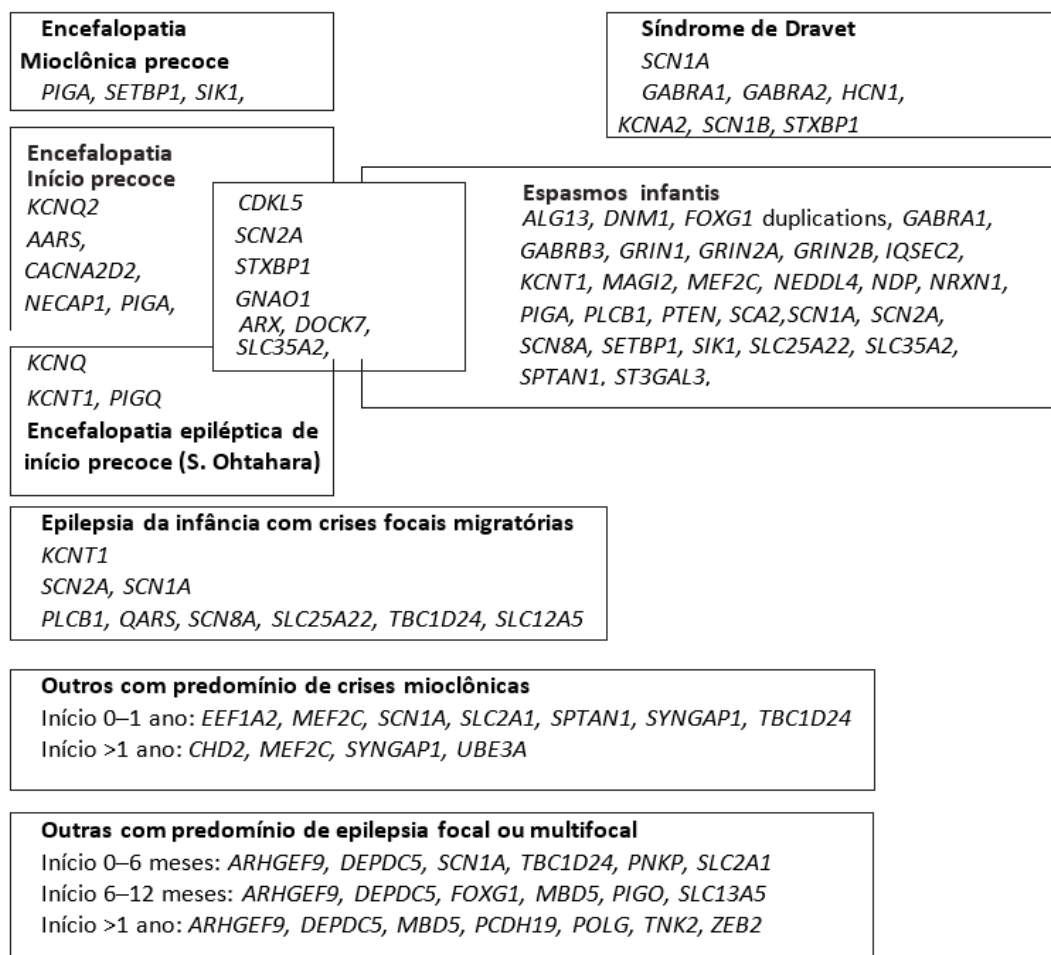 Encefalopatia
Mioclônica precoce
PIGA, SETBP1, SIK1,
Síndrome de Dravet
SCN1A
GABRA1, GABRA2, HCN1,
KCNA2, SCN1B, STXBP1
Encefalopatia
Início precoce
KCNQ2
AARS,
CACNA2D2,
NECAP1, PIGA,
CDKL5
SCN2A
STXBP1
GNAO1
ARX, DOCK7,
SLC35A2,
Espasmos infantis
ALG13, DNM1, FOXG1 duplications, GABRA1,
GABRB3, GRIN1, GRIN2A, GRIN2B, IQSEC2,
KCNT1, MAGI2, MEF2C, NEDDL4, NDP, NRXN1,
PIGA, PLCB1, PTEN, SCA2,SCN1A, SCN2A,
SCN8A, SETBP1, SIK1, SLC25A22, SLC35A2,
SPTAN1, ST3GAL3,
KCNQ
KCNT1, PIGQ
Encefalopatia epiléptica de
início precoce (S. Ohtahara)
Epilepsia da infância com crises focais migratórias
KCNT1
SCN2A, SCN1A
PLCB1, QARS, SCN8A, SLC25A22, TBC1D24, SLC12A5
Outros com predomínio de crises mioclônicas
Início 0–1 ano: EEF1A2, MEF2C, SCN1A, SLC2A1, SPTAN1, SYNGAP1, TBC1D24
Início >1 ano: CHD2, MEF2C, SYNGAP1, UBE3A
Outras com predomínio de epilepsia focal ou multifocal
Início 0–6 meses: ARHGEF9, DEPDC5, SCN1A, TBC1D24, PNKP, SLC2A1
Início 6–12 meses: ARHGEF9, DEPDC5, FOXG1, MBD5, PIGO, SLC13A5
Início >1 ano: ARHGEF9, DEPDC5, MBD5, PCDH19, POLG, TNK2, ZEB2